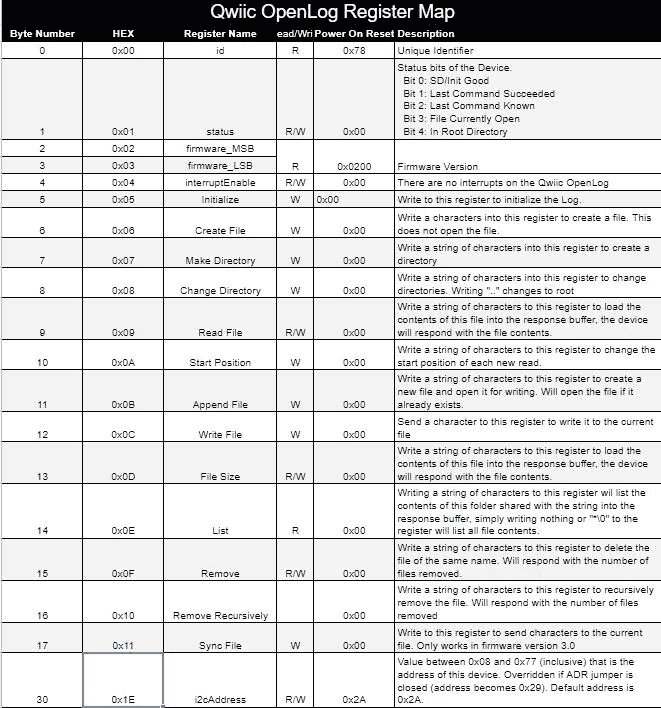 Qwiic OpenLog Register Map
Byte Number HEX Register Name ead/Wri Power On Reset Description
0 0x00 id R 0x78 Unique Identifier
Status bits of the Device.
Bit 0: SD/Init Good
Bit 1: Last Command Succeeded
Bit 2: Last Command Known
Bit 3: File Currently Open
1 0x01 status R/W 0x00 Bit 4: In Root Directory
2 0x02 firmware_MSB
3 0x03 firmware_LSB R 0x0200 Firmware Version
4 0x04 interruptEnable R/W 0x00 There are no interrupts on the Qwiic OpenLog
5 0x05 Initialize W 0x00 Write to this register to initialize the Log.
Write a characters into this register to create a file. This
6 0x06 Create File W 0x00 does not open the file.
Write a string of characters into this register to create a
7 0x07 Make Directory W 0x00 directory
Write a string of characters into this register to change
8 0x08 Change Directory W 0x00 directories. Writing ".." changes to root
Write a string of characters to this register to load the
contents of this file into the response buffer, the device
9 0x09 Read File R/W 0x00 will respond with the file contents.
Write a string of characters to this register to change the
10 0x0A Start Position W 0x00 start position of each new read.
Write a string of characters to this register to create a
new file and open it for writing. Will open the file if it
11 0x0B Append File W 0x00 already exists.
Send a character to this register to write it to the current
12 0x0C Write File W 0x00 file
Write a string of characters to this register to load the
contents of this file into the response buffer, the device
13 0x0D File Size R/W 0x00 will respond with the file contents.
Writing a string of characters to this register wil list the
contents of this folder shared with the string into the
response buffer, simply writing nothing or "*\0" to the
14 0x0E List R 0x00 register will list all file contents.
Write a string of characters to this register to delete the
file of the same name. Will respond with the number of
15 0x0F Remove R/W 0x00 files removed.
Write a string of characters to this register to recursively
remove the file. Will respond with the number of files
16 0x10 Remove Recursively 0x00 removed
Write to this register to send characters to the current
17 0x11 Sync File W 0x00 file. Only works in firmware version 3.0
Value between 0x08 and 0x77 (inclusive) that is the
address of this device. Overridden if ADR jumper is
closed (address becomes 0x29). Default address is
30 0x1E i2cAddress R/W 0x2A 0x2A.